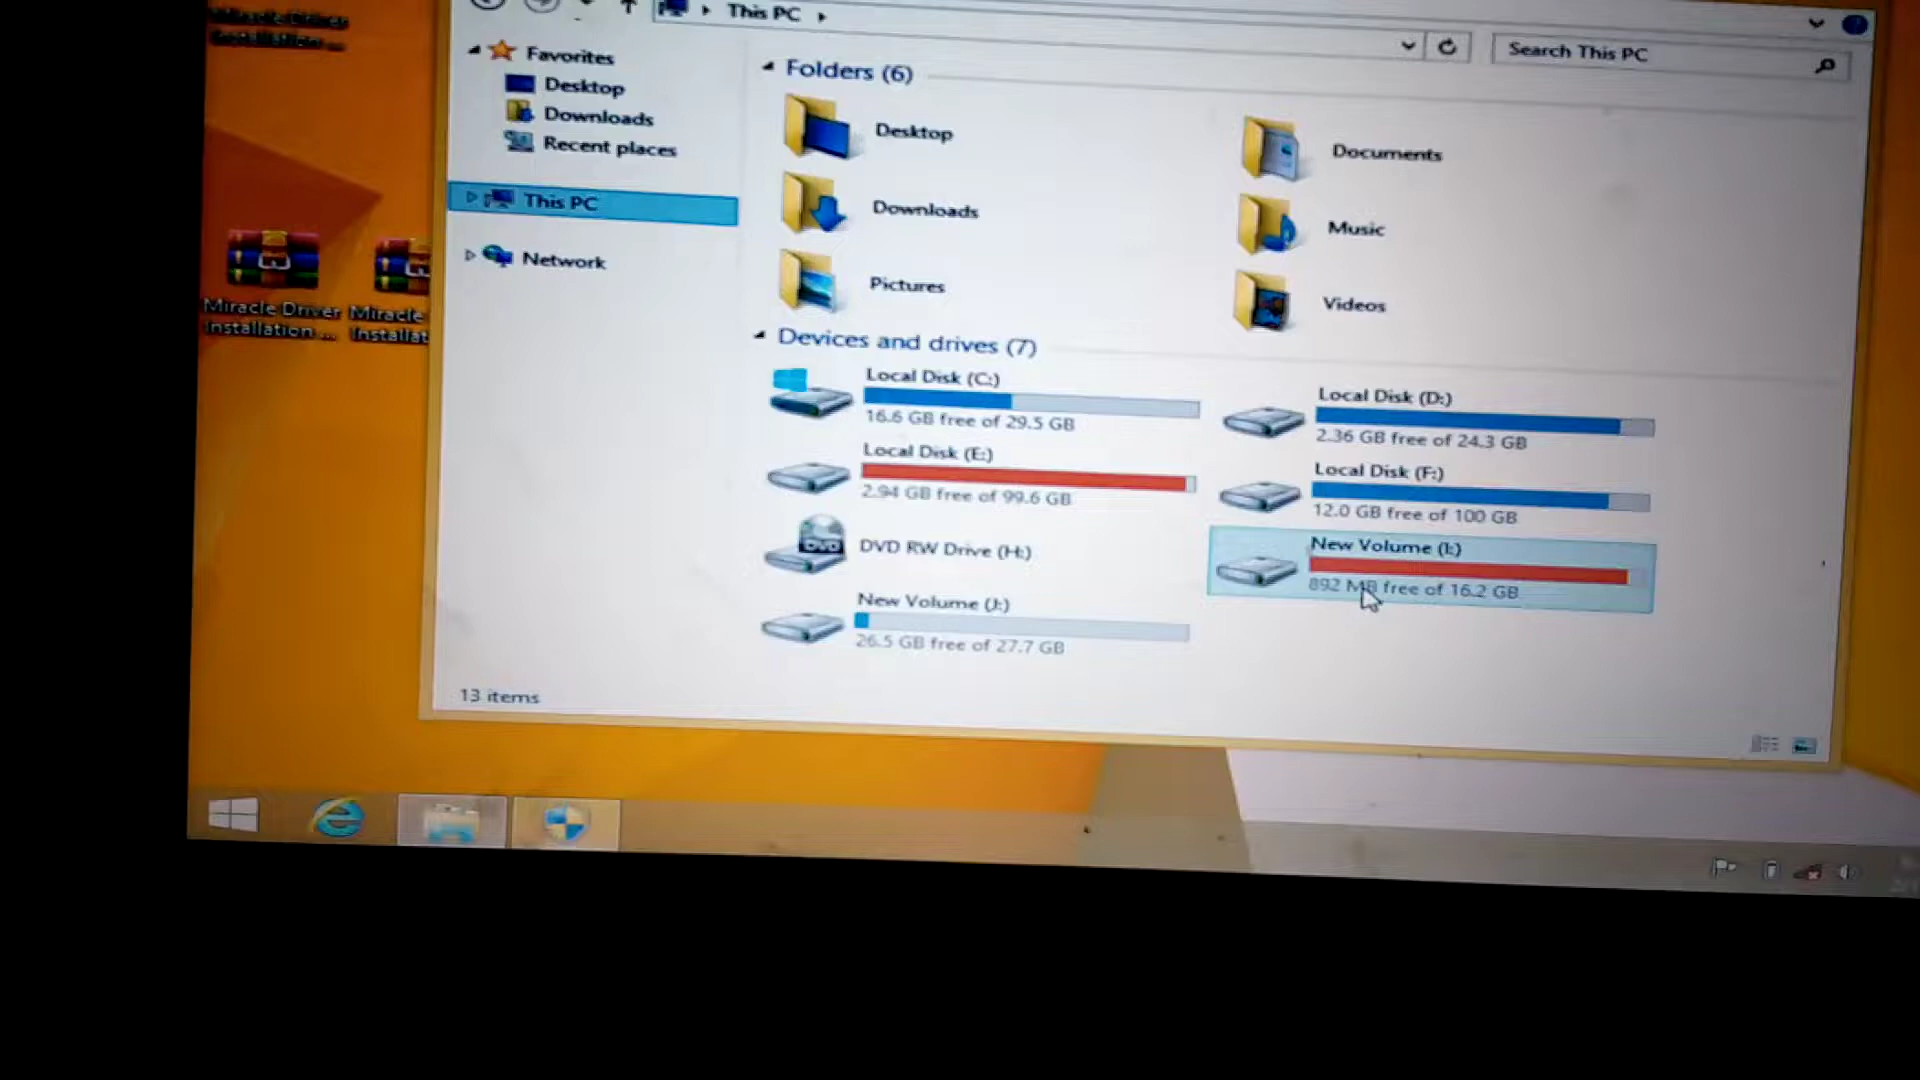 Miracle Driver
Installation ...
This PC
Search This PC
Favorites
Desktop
Downloads
Recent places
This PC
Network
Miracle Driver
Installation ...
Miracle
Installat
Folders (6)
Desktop
Documents
Downloads
Music
Pictures
Videos
Devices and drives (7)
Local Disk (C:)
16.6 GB free of 29.5 GB
Local Disk (D:)
2.36 GB free of 24.3 GB
Local Disk (E:)
2.94 GB free of 99.6 GB
Local Disk (F:)
12.0 GB free of 100 GB
DVD RW Drive (H:)
DVD
New Volume (I:)
892 MB free of 16.2 GB
New Volume (J:)
26.5 GB free of 27.7 GB
13 items